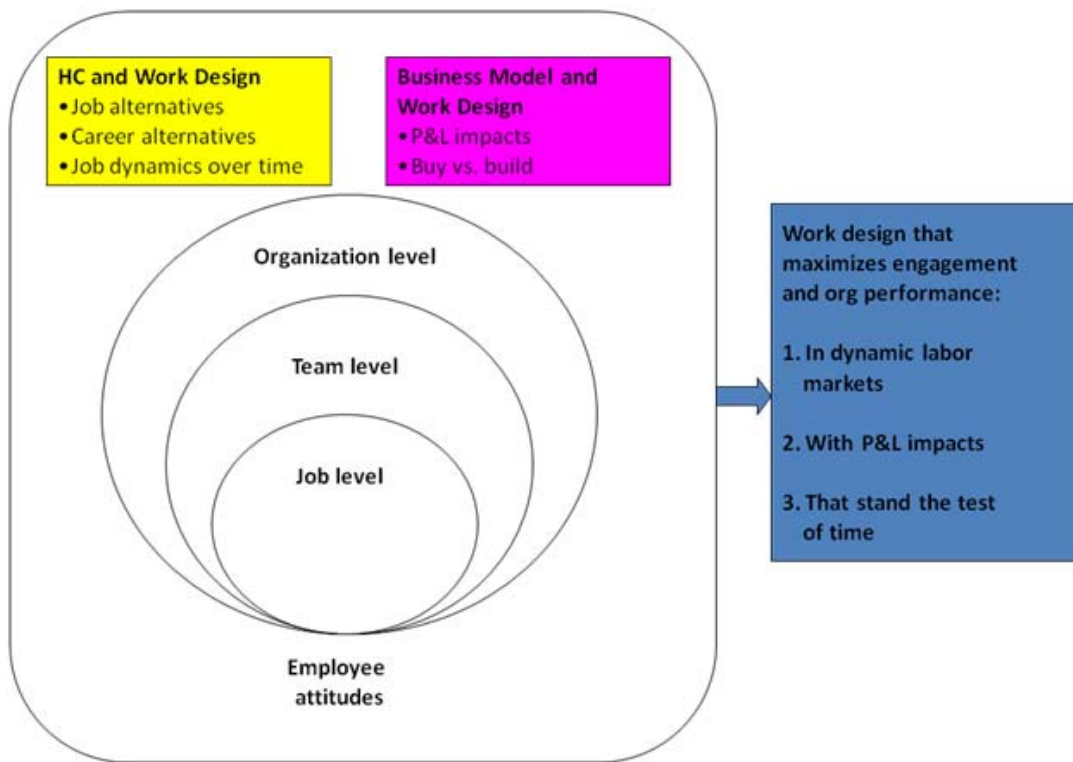 HC and Work Design
•Job alternatives
•Career alternatives
•Job dynamics over time
Business Model and
Work Design
•P&L impacts
•Buy vs. build
Organization level
Team level
Job level
Employee
attitudes
Work design that
maximizes engagement
and org performance:
1. In dynamic labor
markets
2. With P&L impacts
3. That stand the test
of time